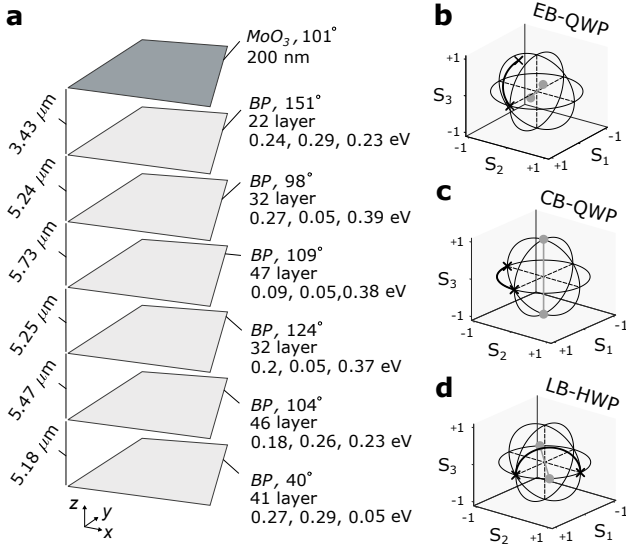 a
MoO₃, 101°
200 nm
3.43 μm
BP, 151°
22 layer
0.24, 0.29, 0.23 eV
5.24 μm
BP, 98°
32 layer
0.27, 0.05, 0.39 eV
5.73 μm
BP, 109°
47 layer
0.09, 0.05,0.38 eV
5.25 μm
BP, 124°
32 layer
0.2, 0.05, 0.37 eV
5.47 μm
BP, 104°
46 layer
0.18, 0.26, 0.23 eV
5.18 μm
BP, 40°
41 layer
0.27, 0.29, 0.05 eV
z
y
x
b
EB-QWP
+1
S₃
-1
-1
S₂
+1
+1
S₁
-1
c
CB-QWP
+1
S₃
-1
-1
S₂
+1
+1
S₁
-1
d
LB-HWP
+1
S₃
-1
-1
S₂
+1
+1
S₁
-1